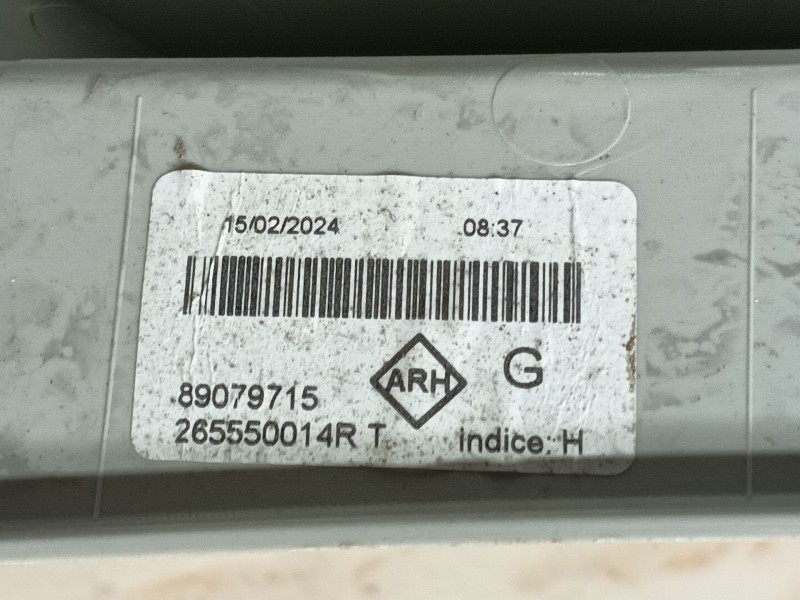 15/02/2024 08:37
ARH G
89079715
265550014R T indice: H